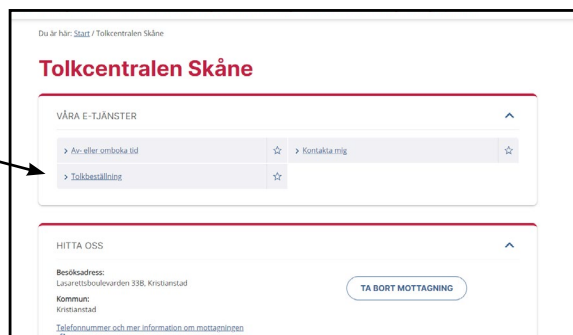 Du är här: Start / Tolkcentralen Skåne
Tolkcentralen Skåne
VÅRA E-TJÄNSTER
> Av- eller omboka tid
> Kontakta mig
> Tolkbeställning
HITTA OSS
Besöksadress:
Lasarettsboulevarden 33B, Kristianstad
Kommun:
Kristianstad
Telefonnummer och mer information om mottagningen
TA BORT MOTTAGNING